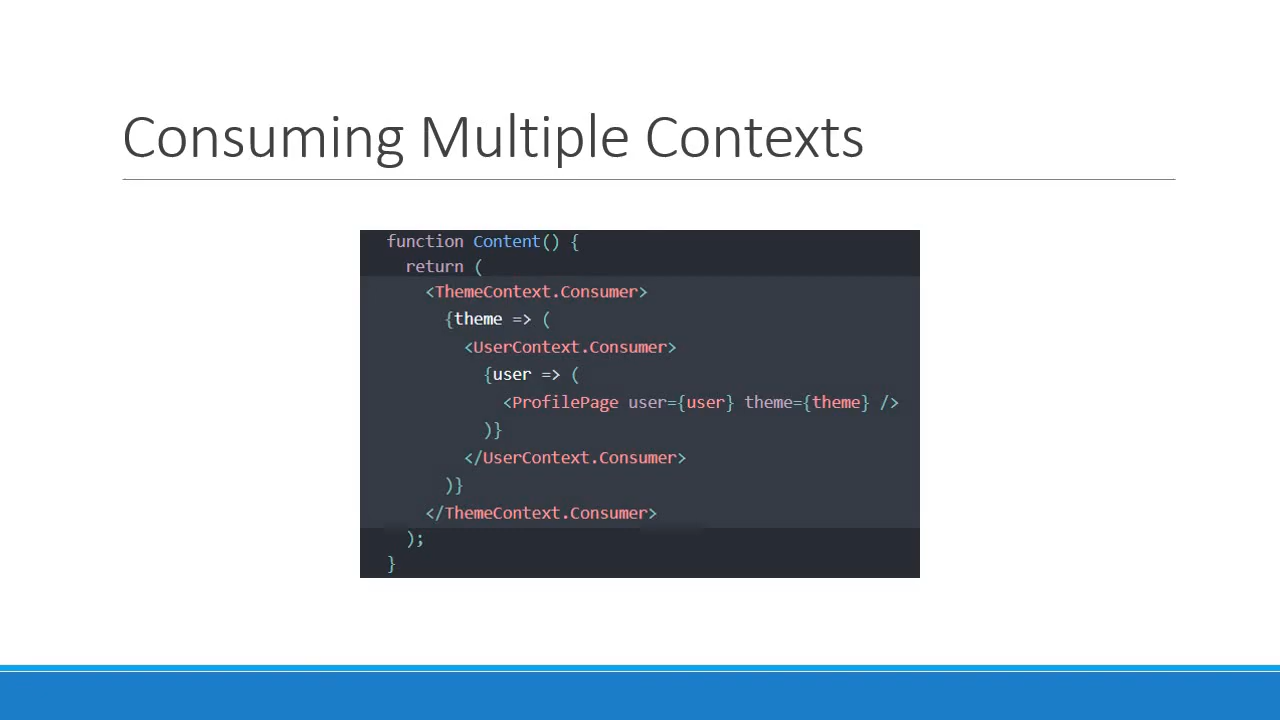 Consuming Multiple Contexts
function Content() {
  return (
    <ThemeContext.Consumer>
      {theme => (
        <UserContext.Consumer>
          {user => (
            <ProfilePage user={user} theme={theme} />
          )}
        </UserContext.Consumer>
      )}
    </ThemeContext.Consumer>
  );
}